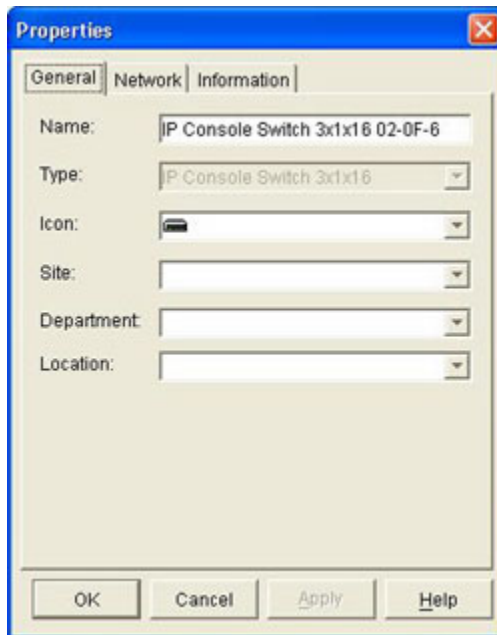 Properties
General Network Information
Name: IP Console Switch 3x1x16 02-0F-6
Type: IP Console Switch 3x1x16
Icon:
Site:
Department:
Location:
OK Cancel Apply Help